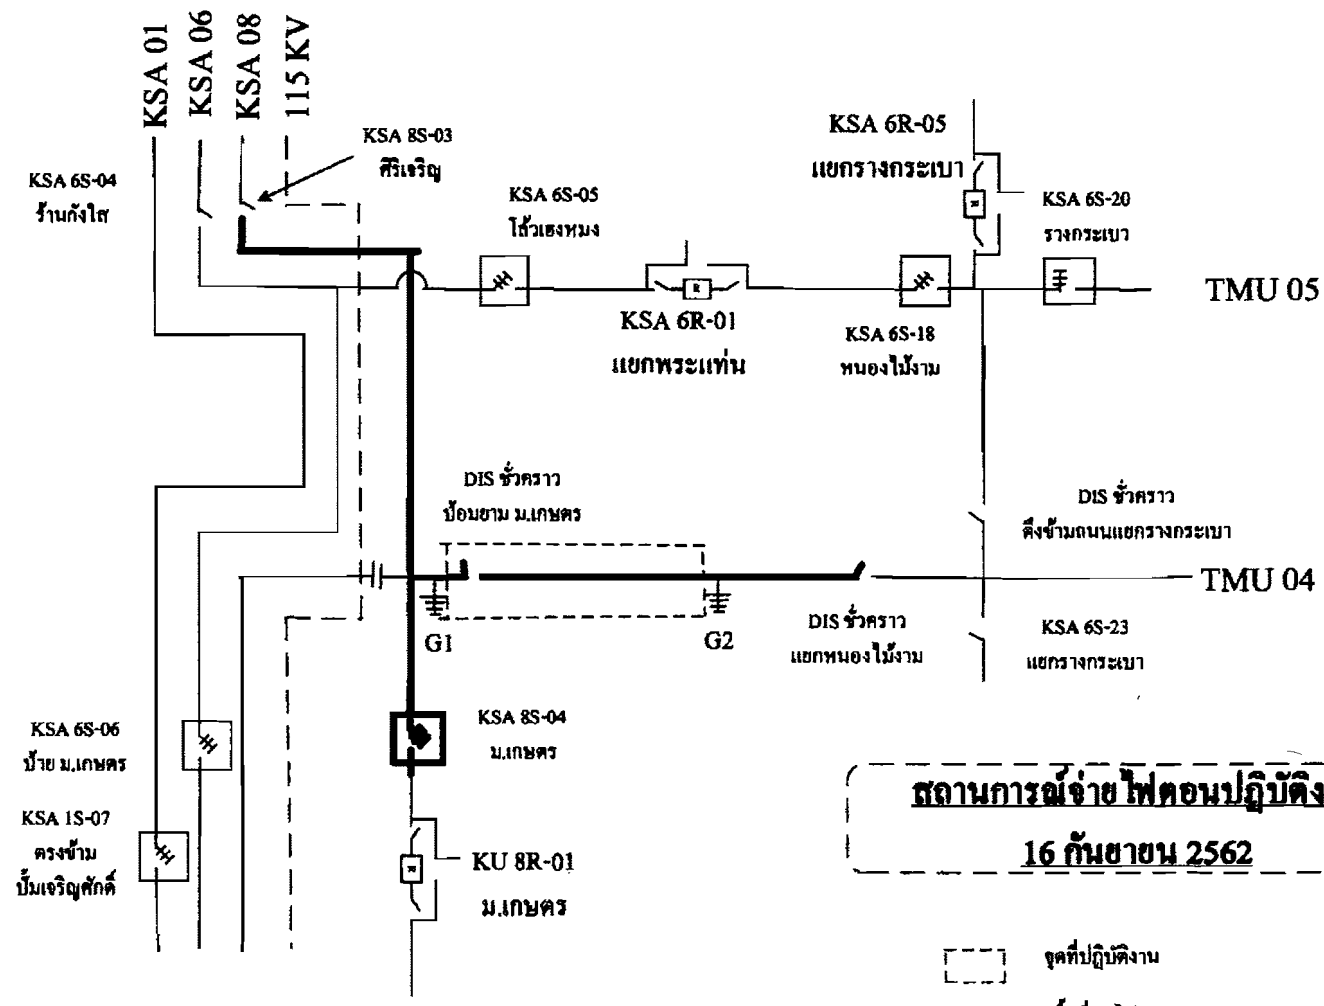 KSA 01
KSA 06
KSA 08
115 KV
KSA 8S-03
ศิริเจริญ
KSA 6S-04
ร้านกังใส
KSA 6S-05
โล้วเฮงหมง
KSA 6R-05
แยกรางกระเบา
KSA 6S-20
รางกระเบา
TMU 05
R
R
KSA 6R-01
แยกพระแท่น
KSA 6S-18
หนองไม้งาม
DIS ชั่วคราว
ป้อมยาม ม.เกษตร
DIS ชั่วคราว
ดึงข้ามถนนแยกรางกระเบา
TMU 04
G1
G2
DIS ชั่วคราว
แยกหนองไม้งาม
KSA 6S-23
แยกรางกระเบา
KSA 6S-06
ป้าย ม.เกษตร
KSA 8S-04
ม.เกษตร
KSA 1S-07
ตรงข้าม
ปั๊มเจริญศักดิ์
R
KU 8R-01
ม.เกษตร
สถานการณ์จ่ายไฟตอนปฏิบัติง
16 กันยายน 2562
จุดที่ปฏิบัติงาน